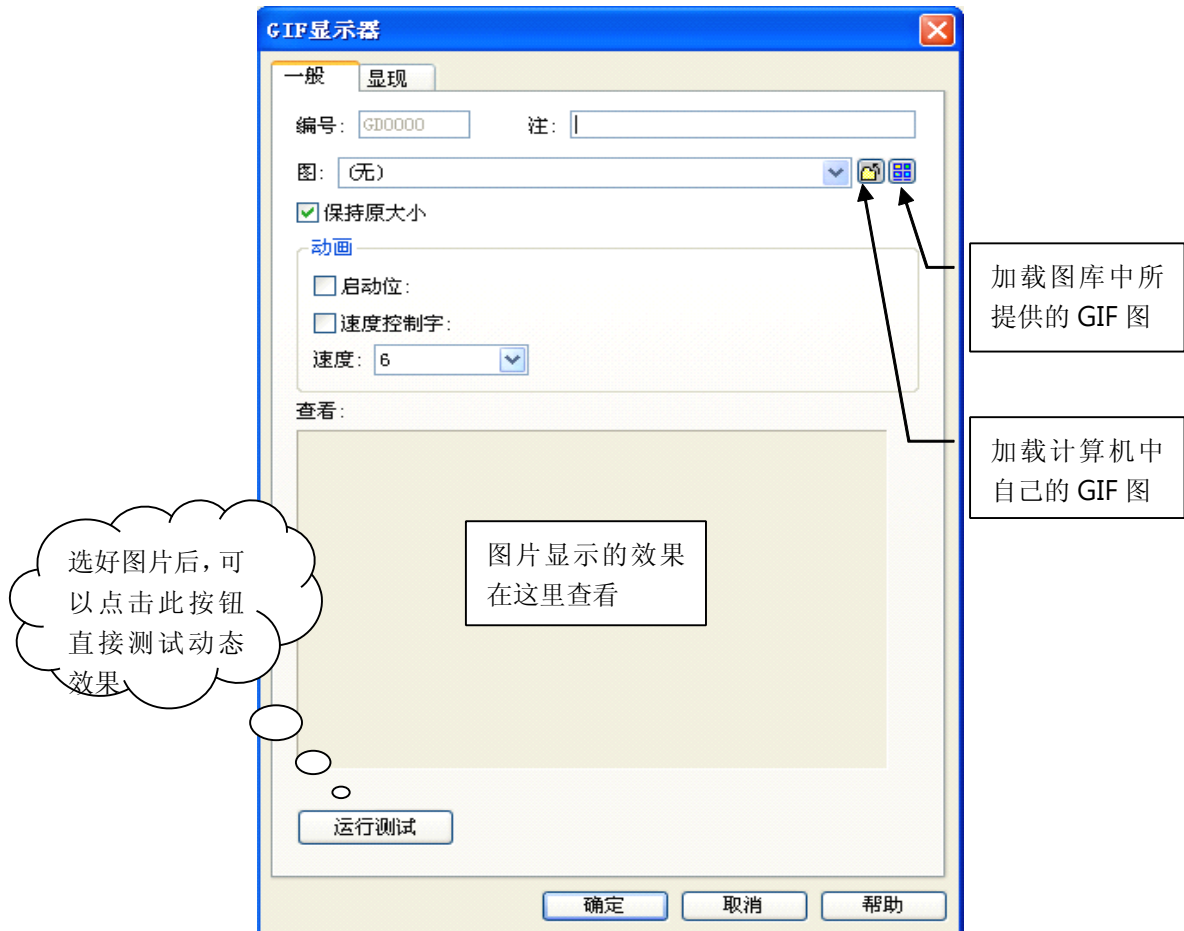 GIF显示器
一般
显现
编号:
GD0000
注:
图:
(无)
保持原大小
动画
启动位:
速度控制字:
速度:
6
查看:
加载图库中所
提供的 GIF 图
加载计算机中
自己的 GIF 图
图片显示的效果
在这里查看
选好图片后，可
以点击此按钮
直接测试动态
效果
运行测试
确定
取消
帮助